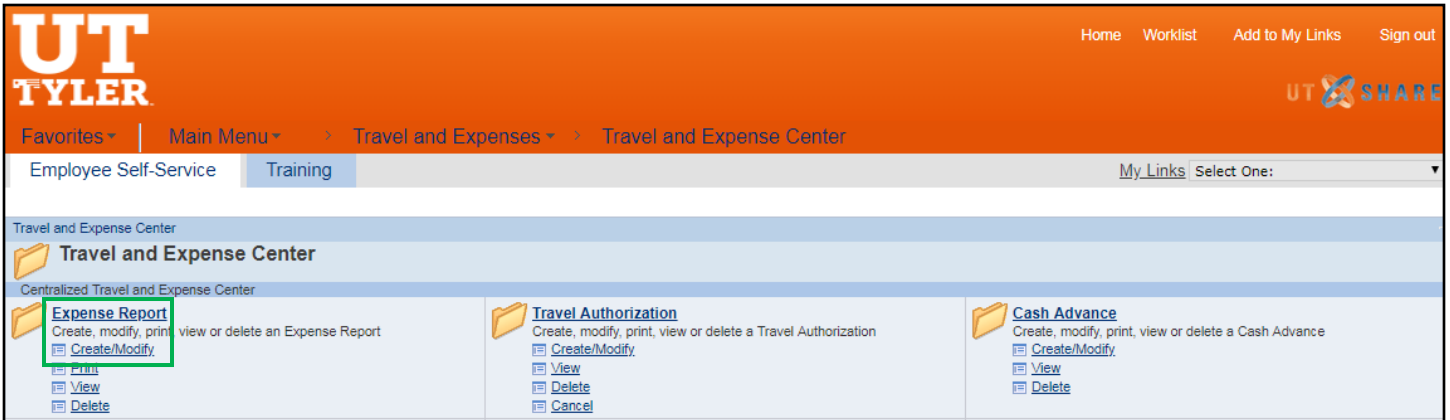 UT
TYLER
Home Worklist Add to My Links Sign out
UT SHARE
Favorites Main Menu > Travel and Expenses > Travel and Expense Center
Employee Self-Service Training My Links Select One:
Travel and Expense Center
Travel and Expense Center
Centralized Travel and Expense Center
Expense Report
Create, modify, print, view or delete an Expense Report
Create/Modify
Print
View
Delete
Travel Authorization
Create, modify, print, view or delete a Travel Authorization
Create/Modify
View
Delete
Cancel
Cash Advance
Create, modify, print, view or delete a Cash Advance
Create/Modify
View
Delete